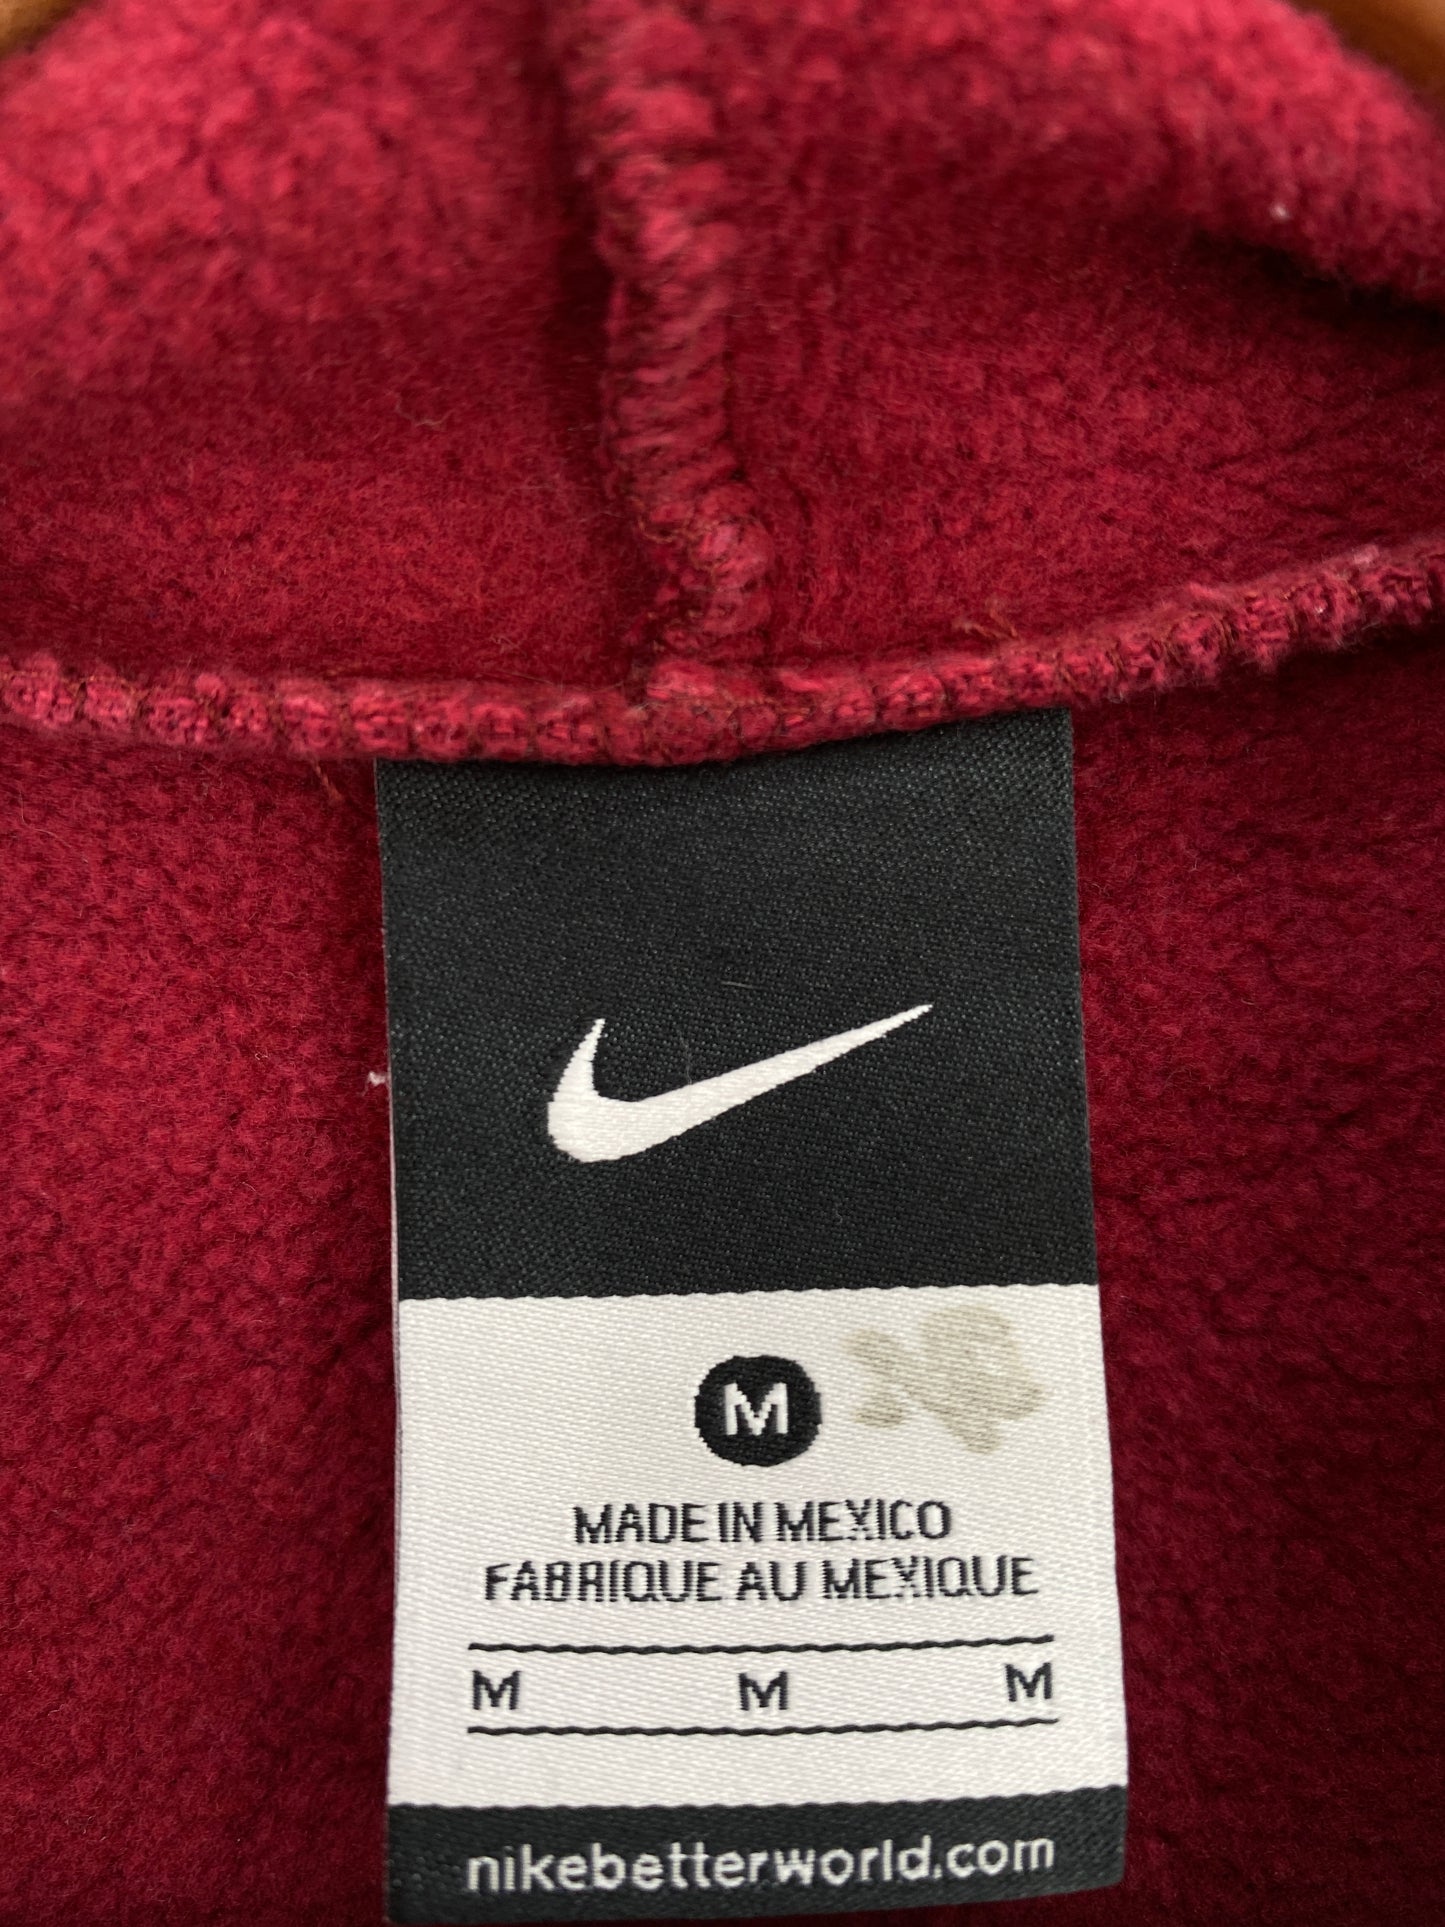 M
MADE IN MEXICO
FABRIQUE AU MEXIQUE
M M M
nikebetterworld.com